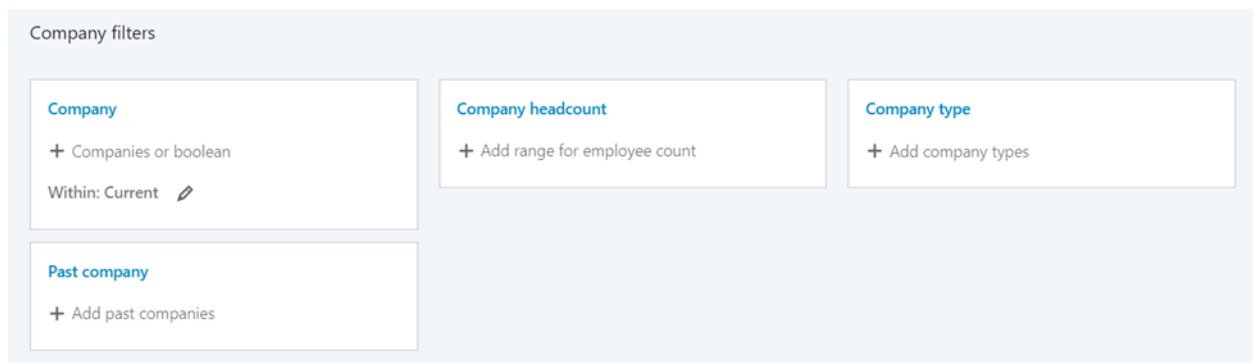 Company filters
Company
+ Companies or boolean
Within: Current
Past company
+ Add past companies
Company headcount
+ Add range for employee count
Company type
+ Add company types